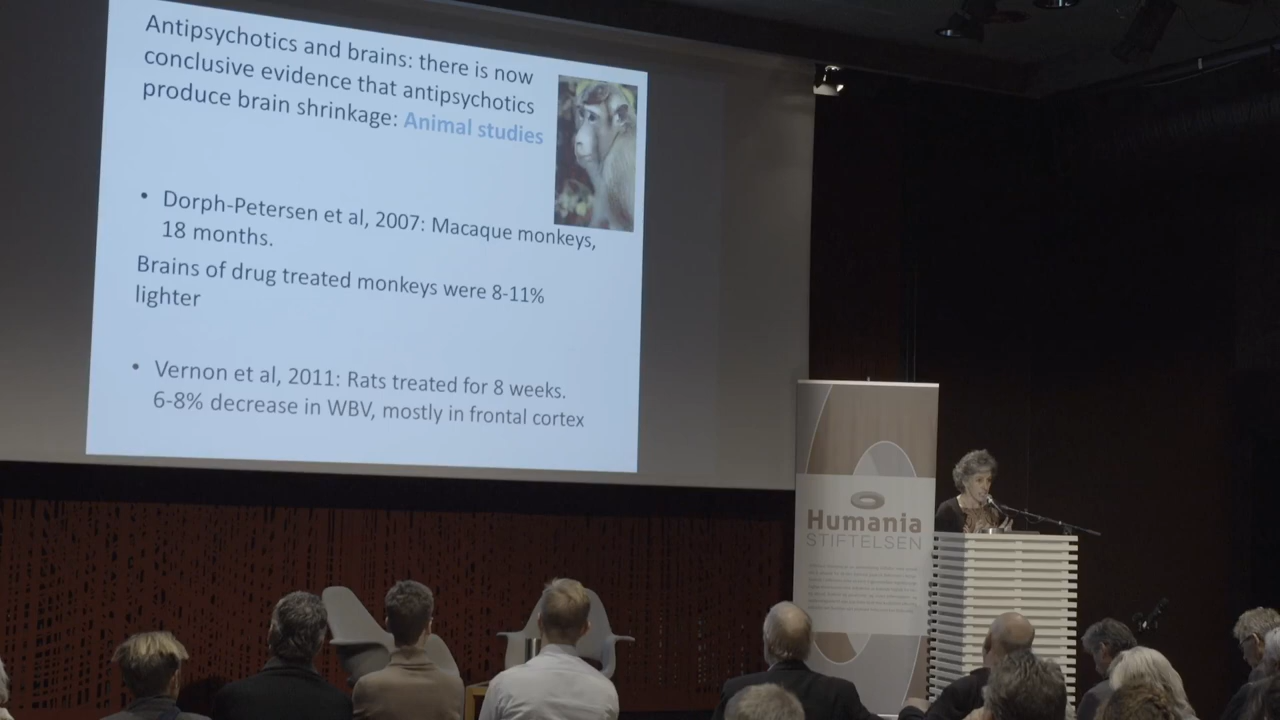 Antipsychotics and brains: there is now
conclusive evidence that antipsychotics
produce brain shrinkage: Animal studies
• Dorph-Petersen et al, 2007: Macaque monkeys,
18 months.
Brains of drug treated monkeys were 8-11%
lighter
• Vernon et al, 2011: Rats treated for 8 weeks.
6-8% decrease in WBV, mostly in frontal cortex
Humania
STIFTELSEN